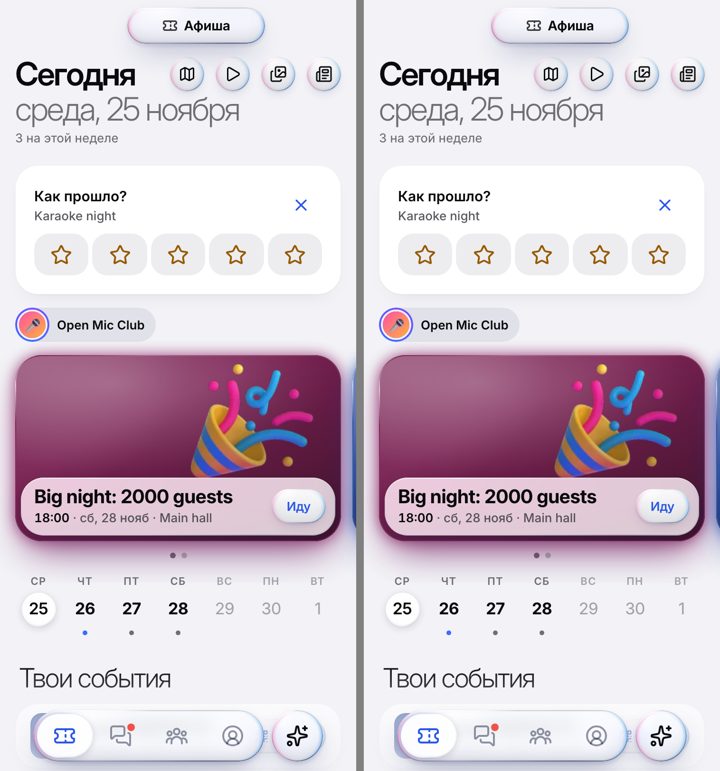 Афиша
Сегодня
среда, 25 ноября
3 на этой неделе
Как прошло?
Karaoke night
Open Mic Club
Big night: 2000 guests
18:00 · сб, 28 нояб · Main hall
Иду
СР ЧТ ПТ СБ ВС ПН ВТ
25 26 27 28 29 30 1
Твои события
Афиша
Сегодня
среда, 25 ноября
3 на этой неделе
Как прошло?
Karaoke night
Open Mic Club
Big night: 2000 guests
18:00 · сб, 28 нояб · Main hall
Иду
СР ЧТ ПТ СБ ВС ПН ВТ
25 26 27 28 29 30 1
Твои события